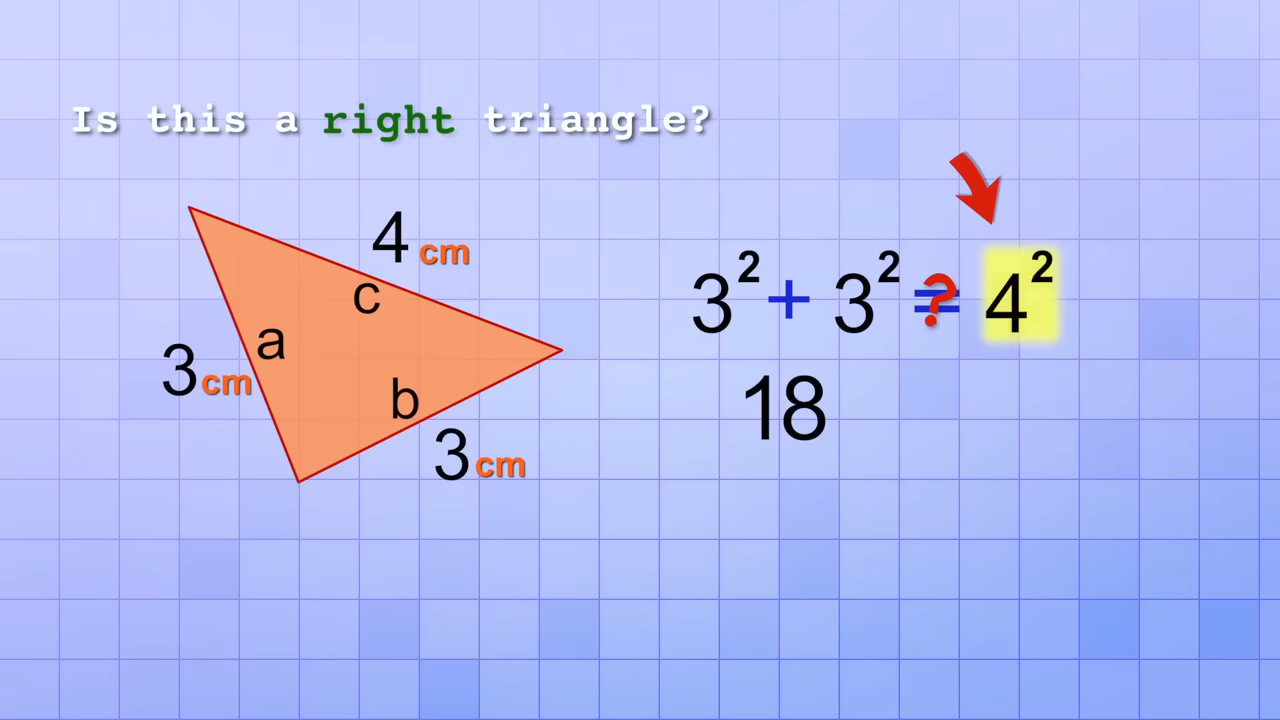 Is this a right triangle?
4 cm
c
a
3 cm
b
3 cm
3² + 3² =? 4²
18